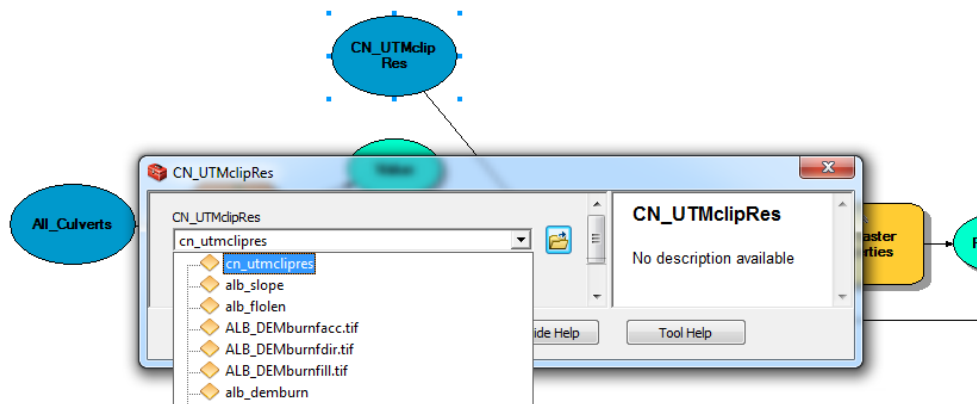 CN_UTMclip
Res
CN_UTMclipRes
All_Culverts
CN_UTMclipRes
cn_utmclipres
CN_UTMclipRes
No description available
cn_utmclipres
alb_slope
alb_flolen
ALB_DEMburnfacc.tif
ALB_DEMburnfdir.tif
ALB_DEMburnfill.tif
alb_demburn
ide Help
Tool Help
aster
erties